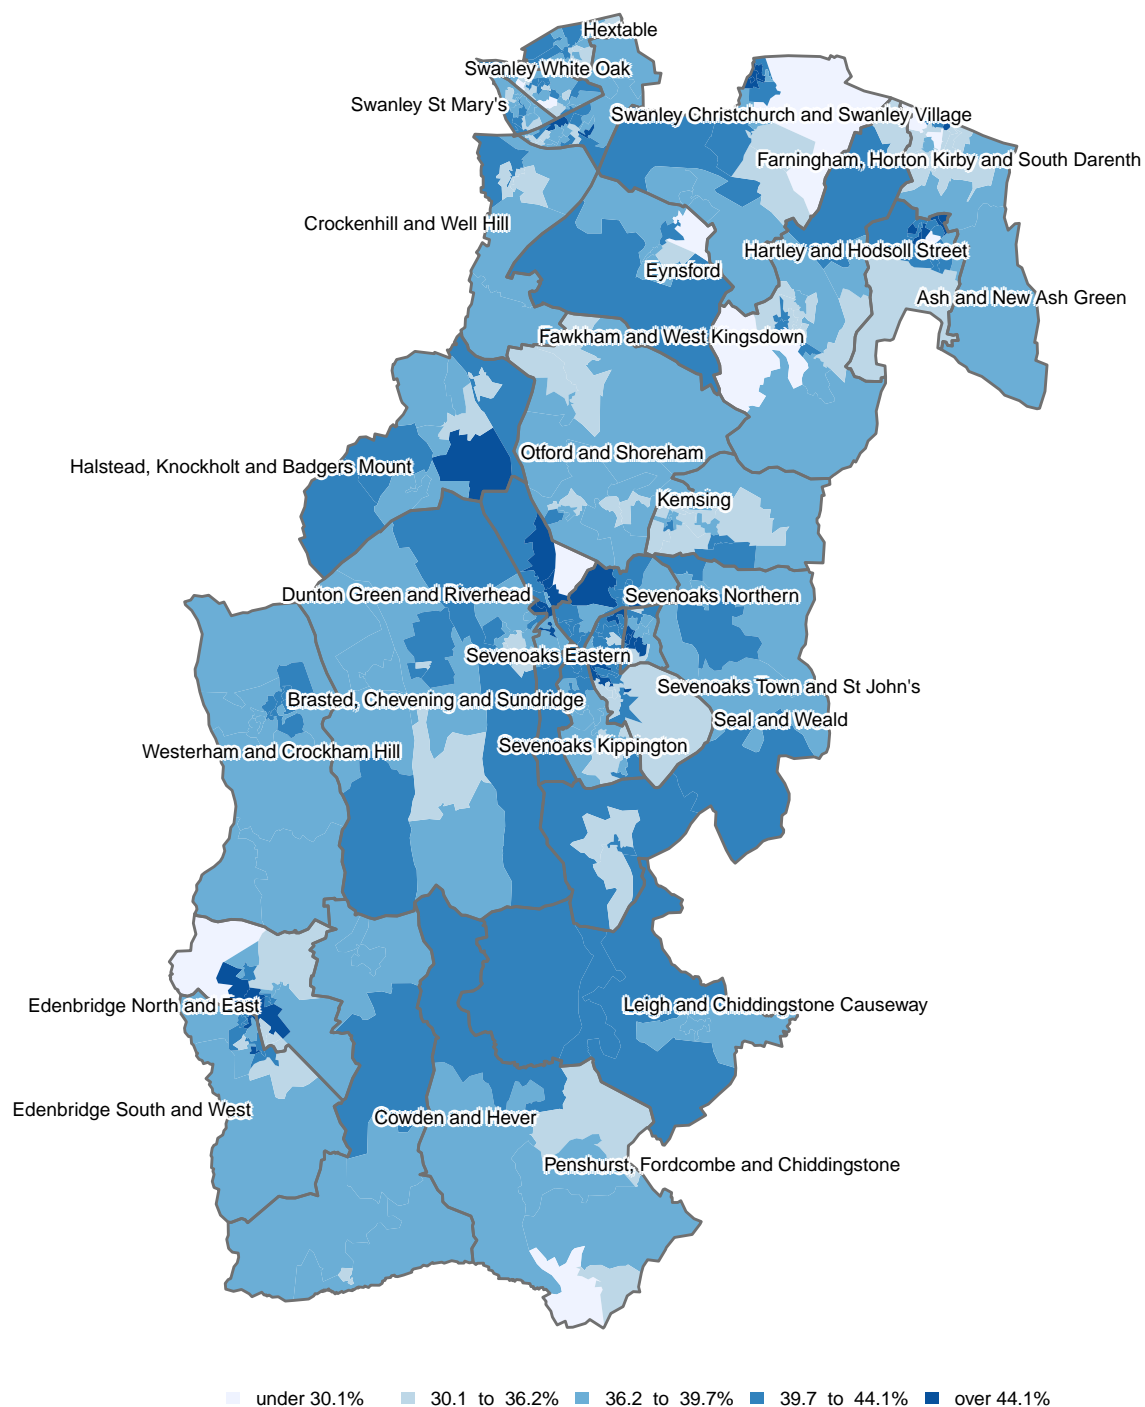 Hextable
Swanley White Oak
Swanley St Mary's
Swanley Christchurch and Swanley Village
Farningham, Horton Kirby and South Darenth
Crockenhill and Well Hill
Hartley and Hodsoll Street
Eynsford
Ash and New Ash Green
Fawkham and West Kingsdown
Otford and Shoreham
Halstead, Knockholt and Badgers Mount
Kemsing
Dunton Green and Riverhead
Sevenoaks Northern
Sevenoaks Eastern
Sevenoaks Town and St John's
Brasted, Chevening and Sundridge
Seal and Weald
Sevenoaks Kippington
Westerham and Crockham Hill
Edenbridge North and East
Leigh and Chiddingstone Causeway
Edenbridge South and West
Cowden and Hever
Penshurst, Fordcombe and Chiddingstone
under 30.1% 30.1 to 36.2% 36.2 to 39.7% 39.7 to 44.1% over 44.1%